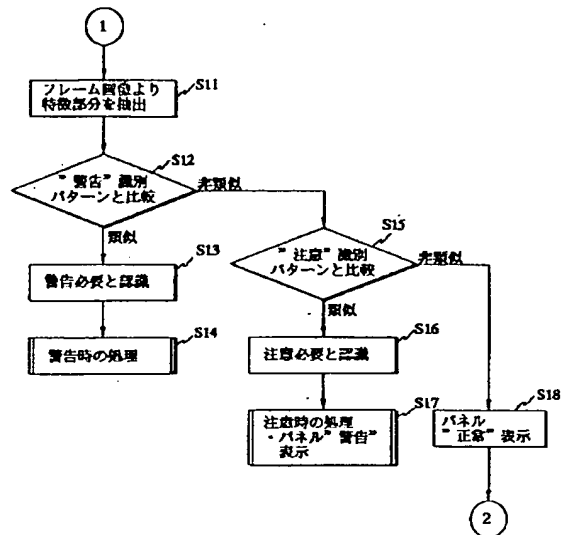 1
フレーム画像より
特徴部分を抽出
S11
"警告"識別
パターンと比較
S12
非類似
類似
警告必要と認識
S13
警告時の処理
S14
"注意"識別
パターンと比較
S15
非類似
類似
注意必要と認識
S16
注意時の処理
・パネル"警告"
表示
S17
パネル
"正常"表示
S18
2